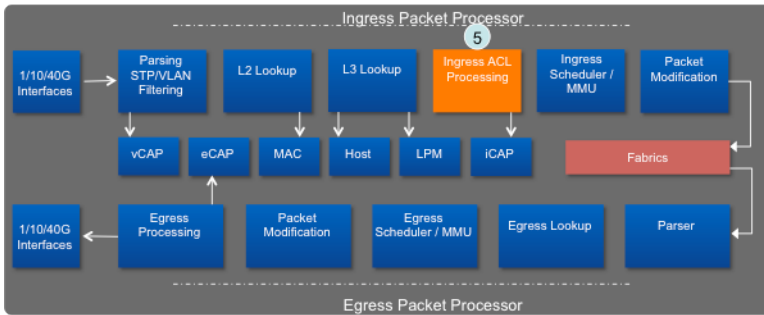 Ingress Packet Processor
5
1/10/40G
Interfaces
Parsing
STP/VLAN
Filtering
L2 Lookup
L3 Lookup
Ingress ACL
Processing
Ingress
Scheduler /
MMU
Packet
Modification
vCAP
eCAP
MAC
Host
LPM
iCAP
Fabrics
1/10/40G
Interfaces
Egress
Processing
Packet
Modification
Egress
Scheduler / MMU
Egress Lookup
Parser
Egress Packet Processor